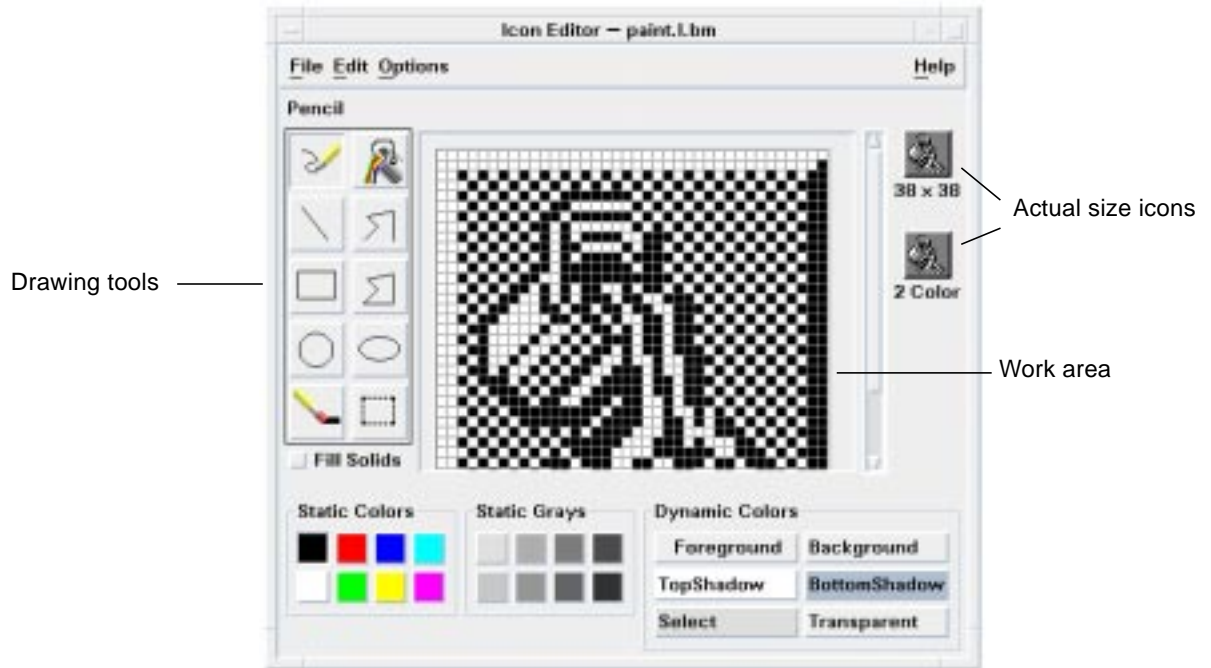 Icon Editor — paint.l.bm
File Edit Options Help
Pencil
38 x 38
Actual size icons
2 Color
Drawing tools
Work area
Fill Solids
Static Colors
Static Grays
Dynamic Colors
Foreground Background
TopShadow BottomShadow
Select Transparent